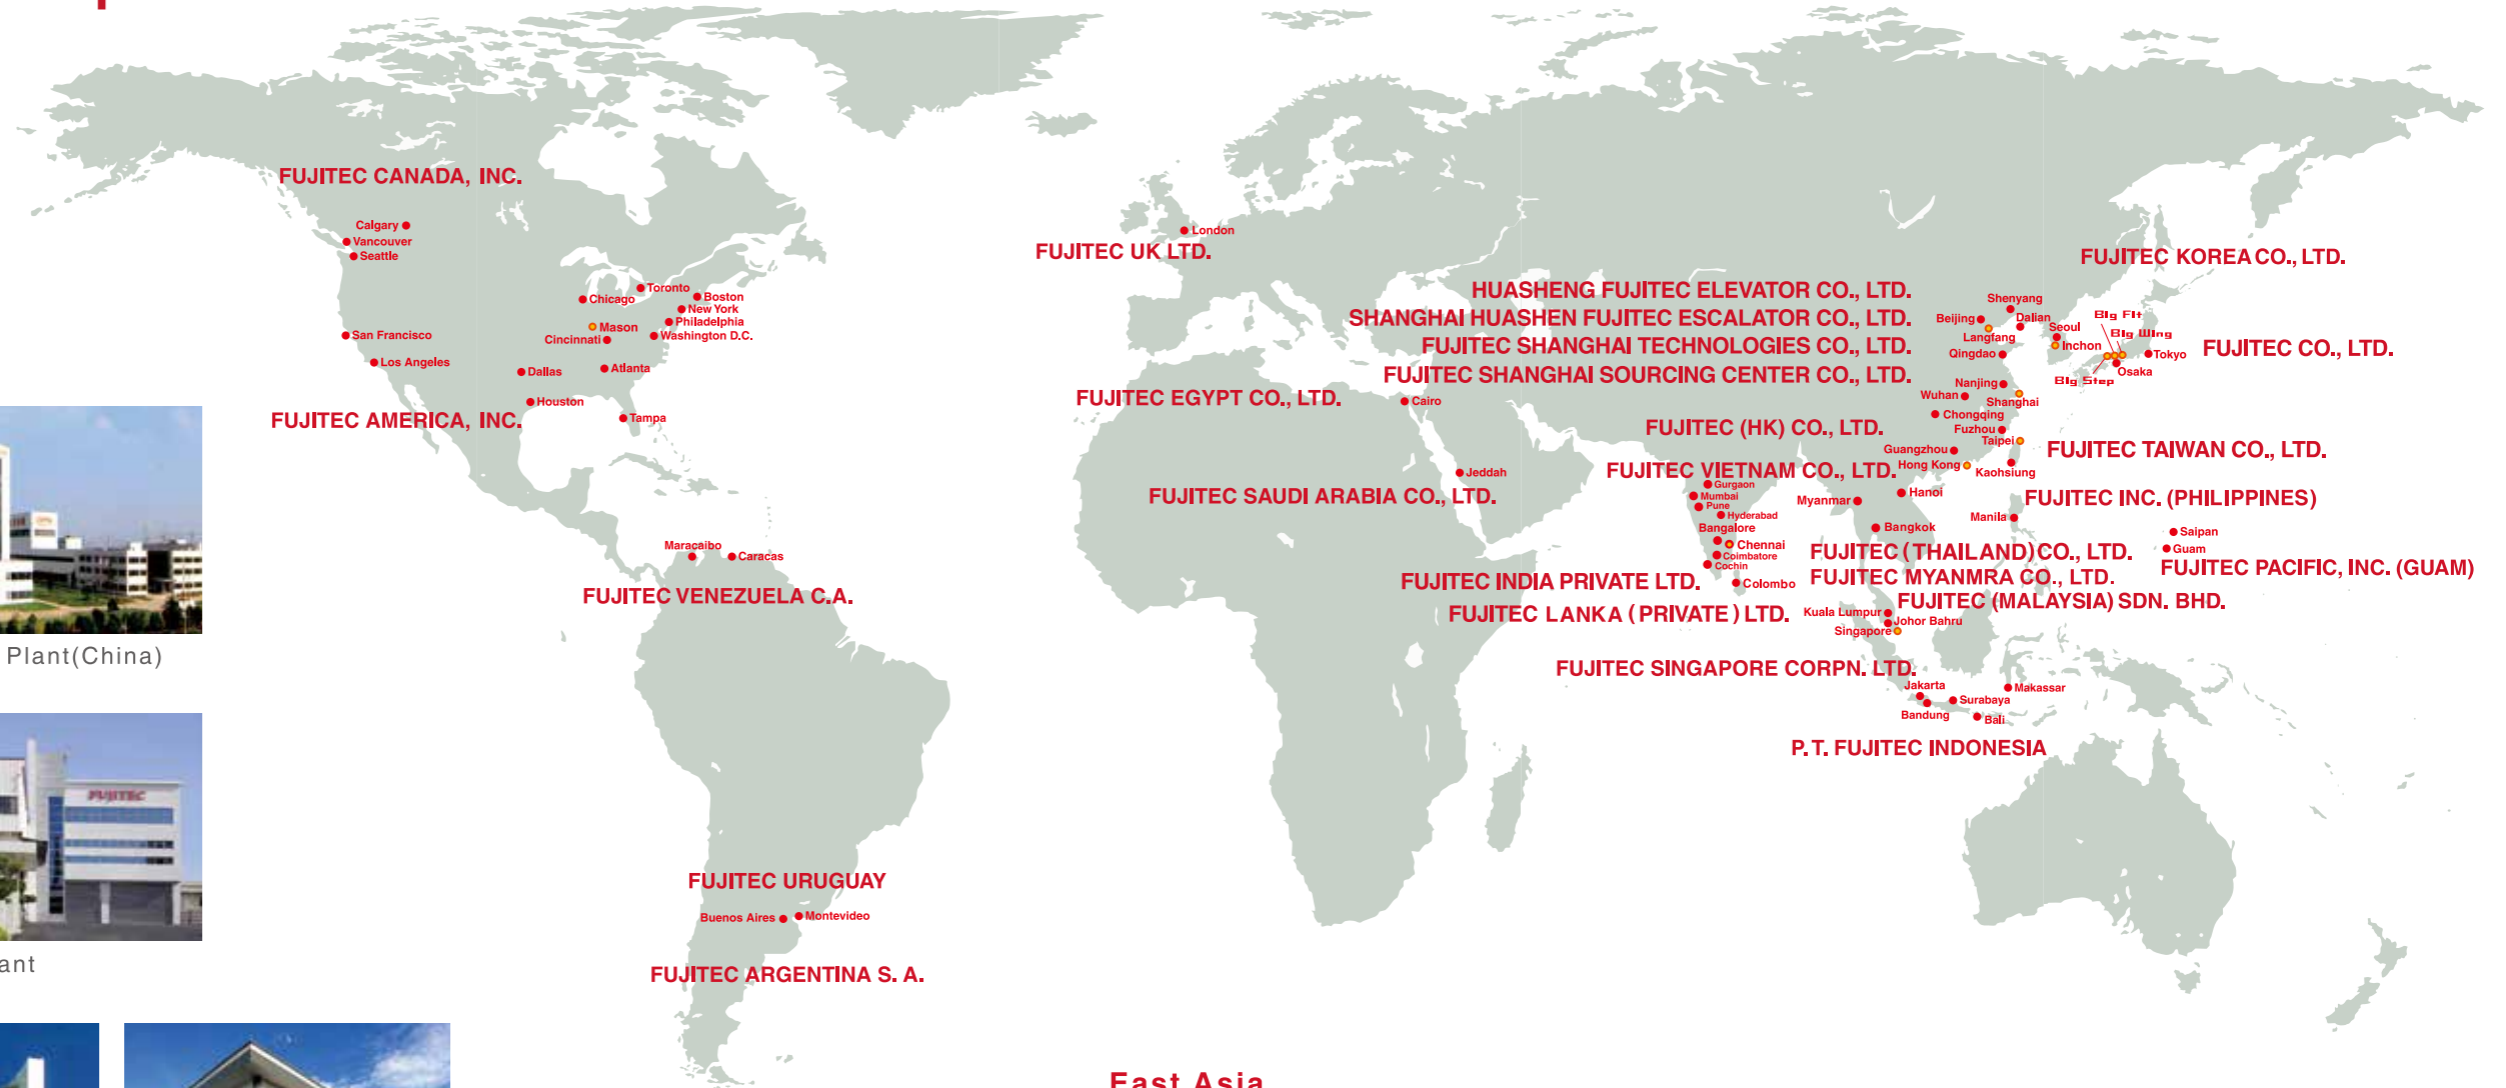 FUJITEC CANADA, INC.
Calgary
Vancouver
Seattle
Toronto
Chicago
Boston
New York
Philadelphia
Mason
Washington D.C.
Cincinnati
San Francisco
Los Angeles
Dallas
Atlanta
Houston
Tampa
FUJITEC AMERICA, INC.
Maracaibo
Caracas
FUJITEC VENEZUELA C.A.
FUJITEC URUGUAY
Buenos Aires
Montevideo
FUJITEC ARGENTINA S. A.
London
FUJITEC UK LTD.
FUJITEC EGYPT CO., LTD.
Cairo
Jeddah
FUJITEC SAUDI ARABIA CO., LTD.
FUJITEC KOREA CO., LTD.
HUASHENG FUJITEC ELEVATOR CO., LTD.
SHANGHAI HUASHEN FUJITEC ESCALATOR CO., LTD.
FUJITEC SHANGHAI TECHNOLOGIES CO., LTD.
FUJITEC SHANGHAI SOURCING CENTER CO., LTD.
Shenyang
Beijing
Dalian
Langfang
Seoul
Inchon
Qingdao
Big Fit
Big Wing
Big Step
Tokyo
Osaka
FUJITEC CO., LTD.
Nanjing
Wuhan
Shanghai
Chongqing
Fuzhou
Taipei
Guangzhou
Hong Kong
Kaohsiung
FUJITEC (HK) CO., LTD.
FUJITEC TAIWAN CO., LTD.
FUJITEC VIETNAM CO., LTD.
Gurgaon
Mumbai
Pune
Hyderabad
Bangalore
Chennai
Coimbatore
Cochin
Colombo
Myanmar
Hanoi
Bangkok
FUJITEC INC. (PHILIPPINES)
Manila
Saipan
Guam
FUJITEC PACIFIC, INC. (GUAM)
FUJITEC (THAILAND) CO., LTD.
FUJITEC INDIA PRIVATE LTD.
FUJITEC MYANMRA CO., LTD.
FUJITEC (MALAYSIA) SDN. BHD.
FUJITEC LANKA (PRIVATE) LTD.
Kuala Lumpur
Johor Bahru
Singapore
FUJITEC SINGAPORE CORPN. LTD.
Jakarta
Makassar
Surabaya
Bandung
Bali
P.T. FUJITEC INDONESIA
Plant(China)
FUJITEC
ant
East Asia